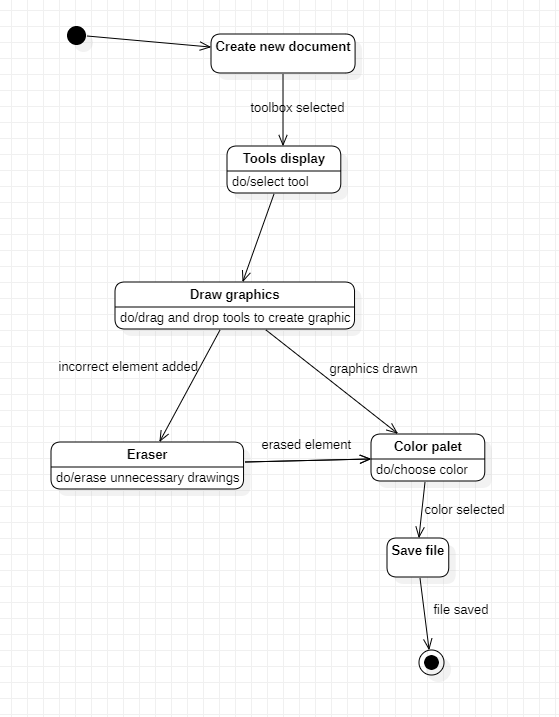 Create new document
toolbox selected
Tools display
do/select tool
Draw graphics
do/drag and drop tools to create graphic
incorrect element added
graphics drawn
Eraser
do/erase unnecessary drawings
erased element
Color palet
do/choose color
color selected
Save file
file saved